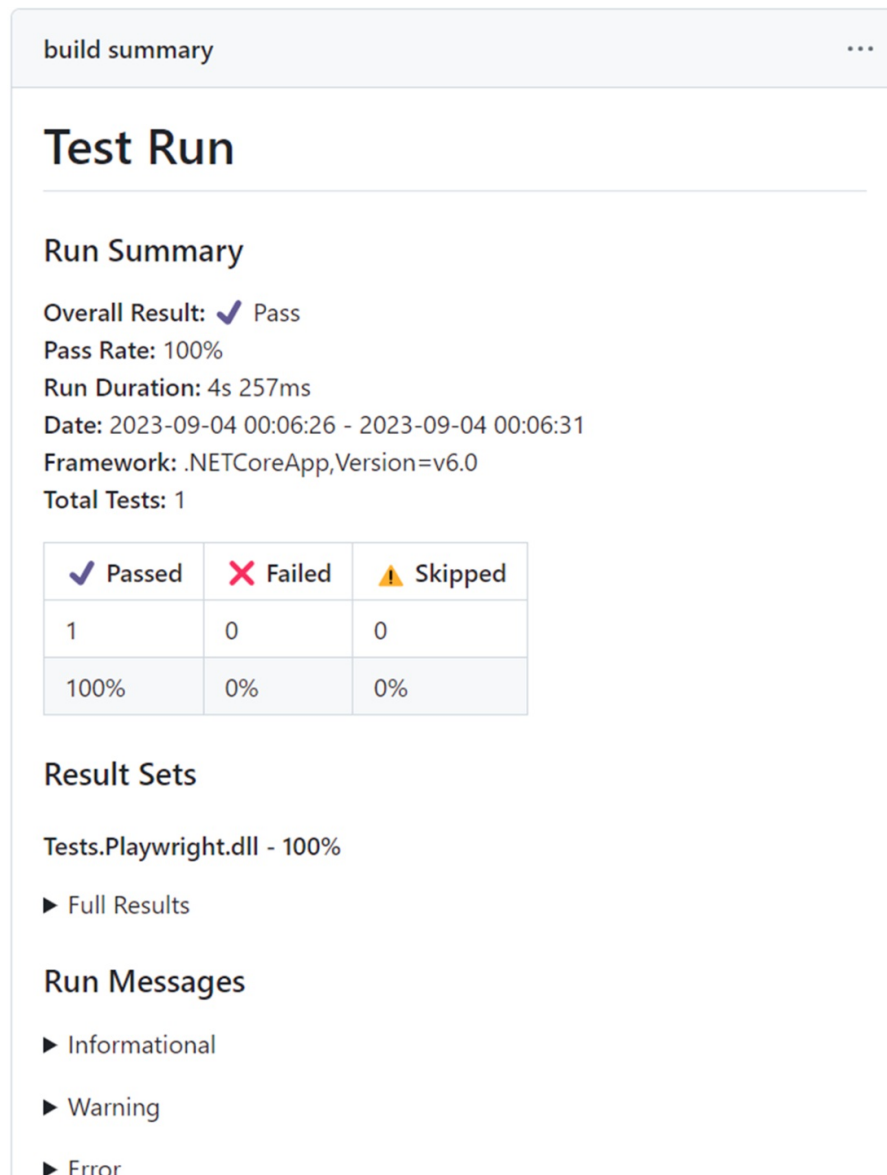 build summary
Test Run
Run Summary
Overall Result: ✔ Pass
Pass Rate: 100%
Run Duration: 4s 257ms
Date: 2023-09-04 00:06:26 - 2023-09-04 00:06:31
Framework: .NETCoreApp,Version=v6.0
Total Tests: 1
✔ Passed ❌ Failed ⚠ Skipped
1 0 0
100% 0% 0%
Result Sets
Tests.Playwright.dll - 100%
Full Results
Run Messages
Informational
Warning
Error